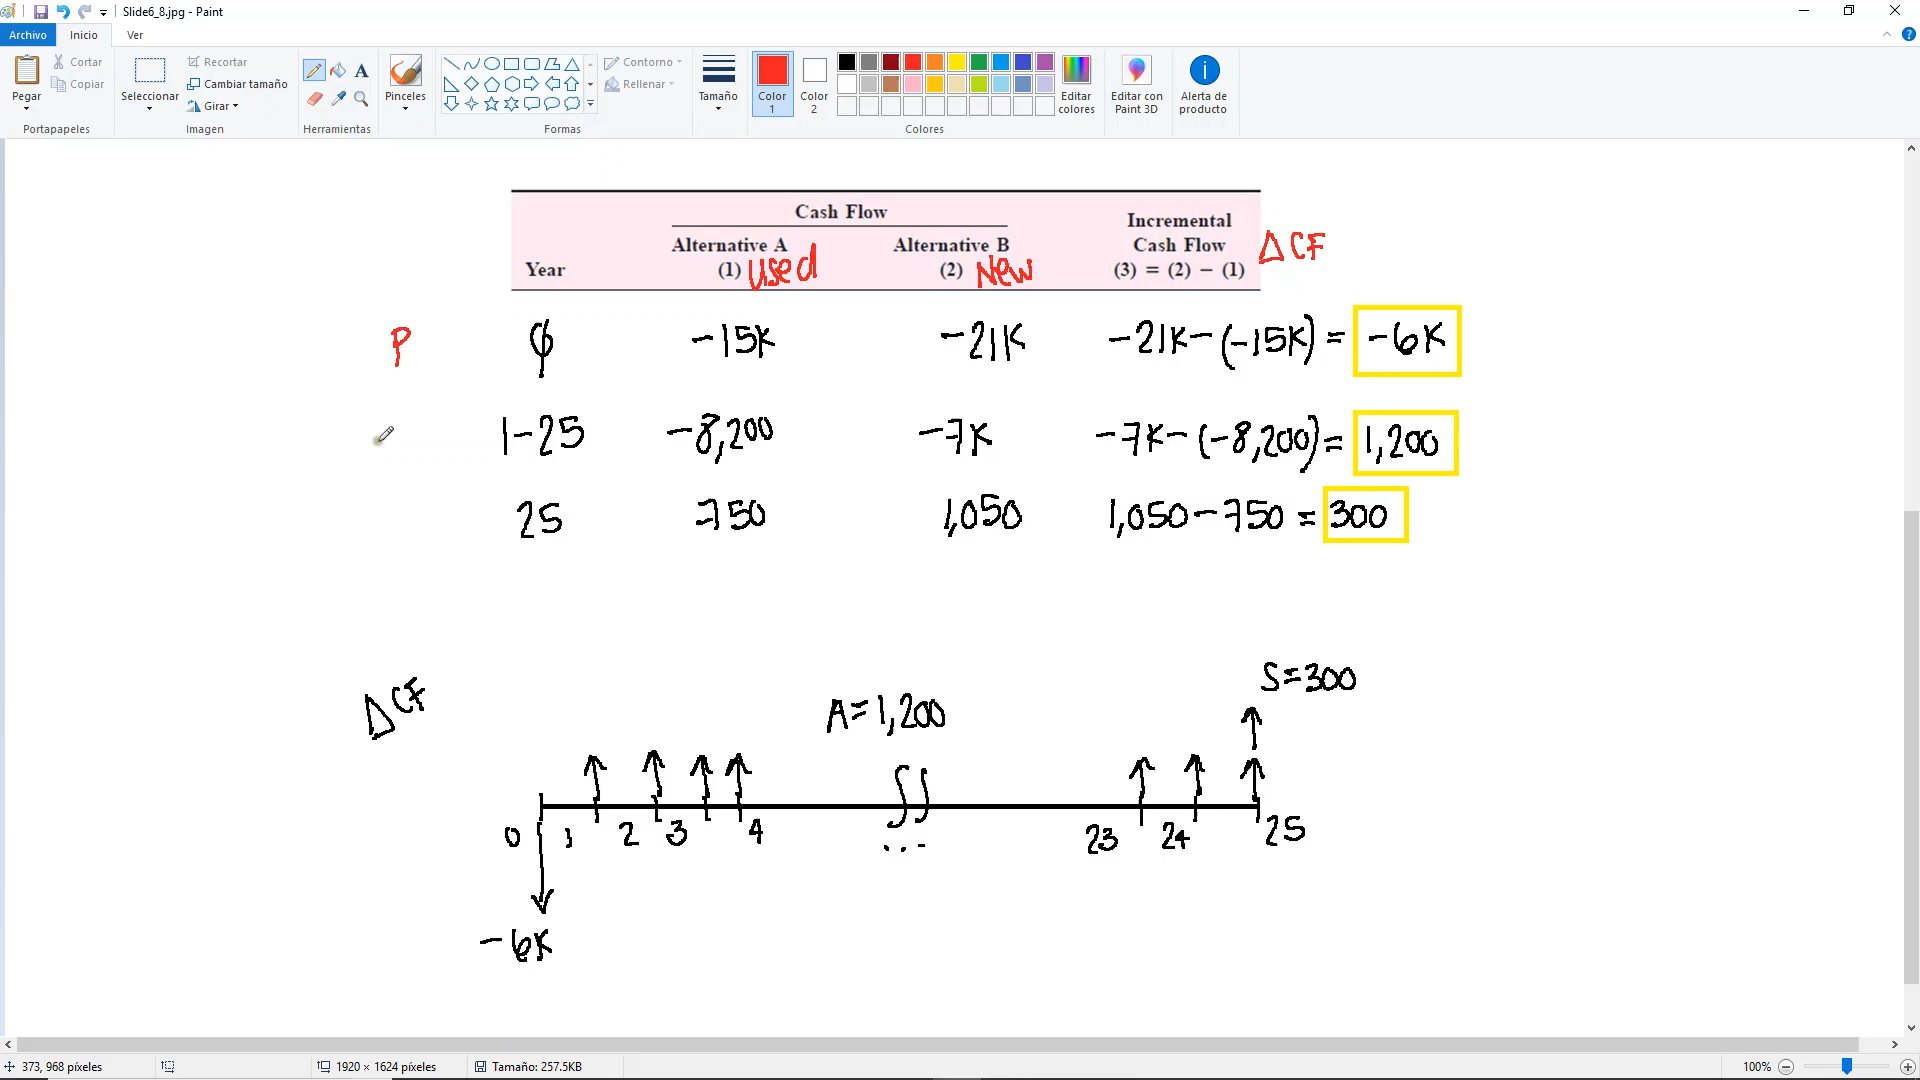 Slide6_8.jpg - Paint
Archivo Inicio Ver
Pegar
Cortar
Copiar
Portapapeles
Seleccionar
Recortar
Cambiar tamaño
Girar
Imagen
A
Herramientas
Pinceles
Contorno
Rellenar
Formas
Tamaño
Color 1
Color 2
Editar colores
Colores
Editar con Paint 3D
Alerta de producto
Cash Flow
Year
Alternative A
(1) Used
Alternative B
(2) New
Incremental
Cash Flow
(3) = (2) − (1)
ΔCF
P 0 -15K -21K -21K-(-15K) = -6K
1-25 -8,200 -7K -7K-(-8,200)= 1,200
25 750 1,050 1,050-750 = 300
ΔCF
A=1,200
S=300
0 1 2 3 4 ... 23 24 25
-6K
373, 968 píxeles
1920 × 1624 píxeles
Tamaño: 257.5KB
100%